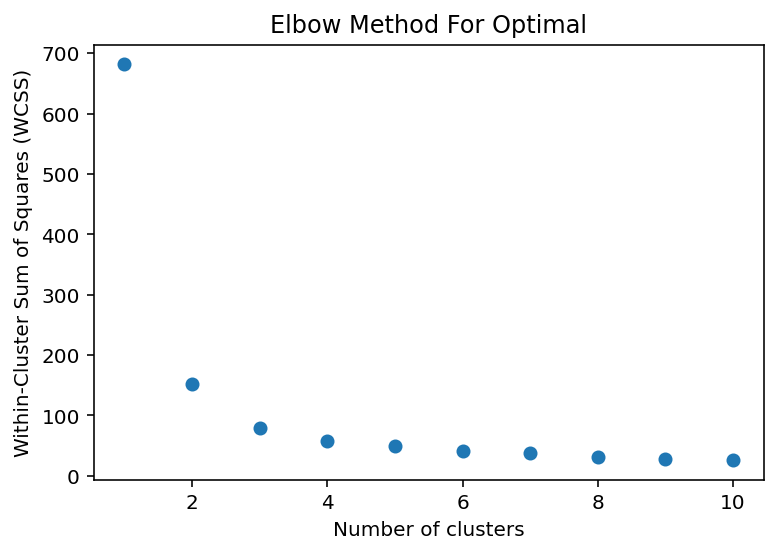 Elbow Method For Optimal
Within-Cluster Sum of Squares (WCSS)
700
600
500
400
300
200
100
0
2 4 6 8 10
Number of clusters